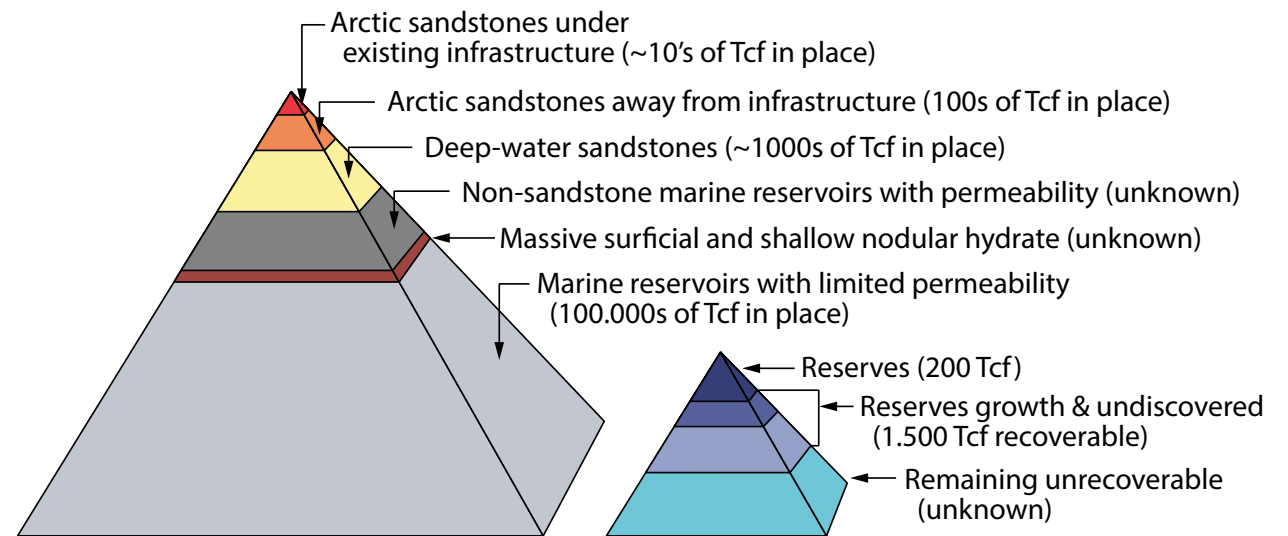 Arctic sandstones under
existing infrastructure (~10's of Tcf in place)
Arctic sandstones away from infrastructure (100s of Tcf in place)
Deep-water sandstones (~1000s of Tcf in place)
Non-sandstone marine reservoirs with permeability (unknown)
Massive surficial and shallow nodular hydrate (unknown)
Marine reservoirs with limited permeability
(100.000s of Tcf in place)
Reserves (200 Tcf)
Reserves growth & undiscovered
(1.500 Tcf recoverable)
Remaining unrecoverable
(unknown)